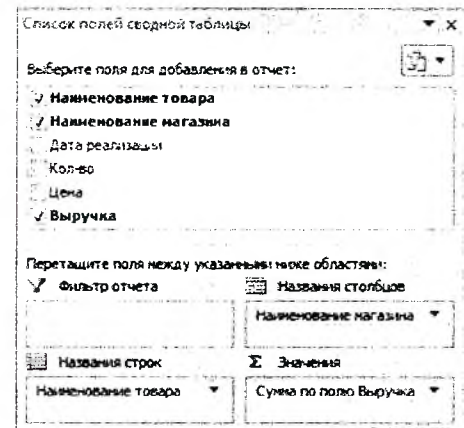 Список полей сводной таблицы
Выберите поля для добавления в отчет:
Наименование товара
Наименование магазина
Дата реализации
Кол-во
Цена
Выручка
Перетащите поля между указанными ниже областями:
Фильтр отчета
Названия столбцов
Наименование магазина
Названия строк
Σ Значения
Наименование товара
Сумма по полю Выручка